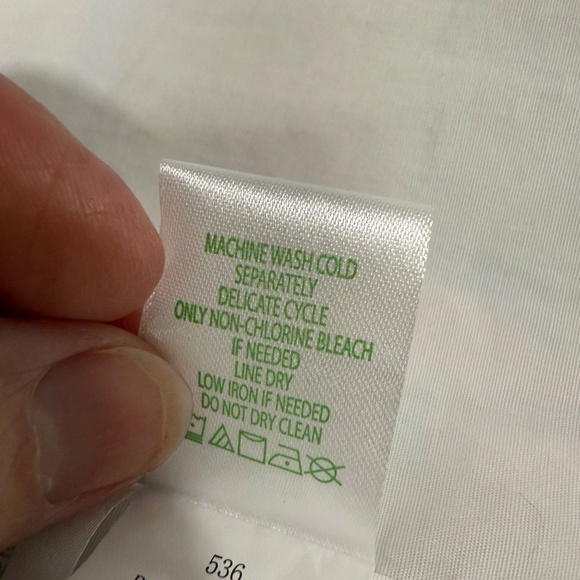 MACHINE WASH COLD
SEPARATELY
DELICATE CYCLE
ONLY NON-CHLORINE BLEACH
IF NEEDED
LINE DRY
LOW IRON IF NEEDED
DO NOT DRY CLEAN
536